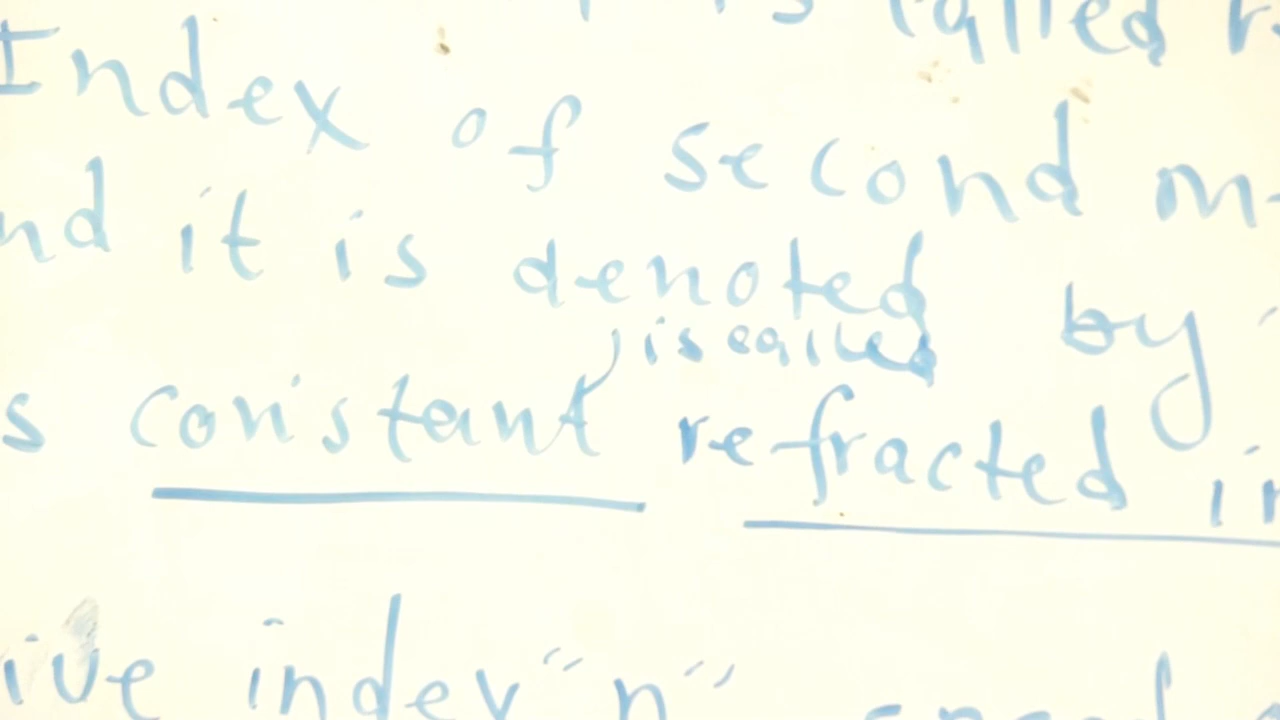 is called
Index of second
nd it is denoted by
is called
s constant refracted in
ive index "n"